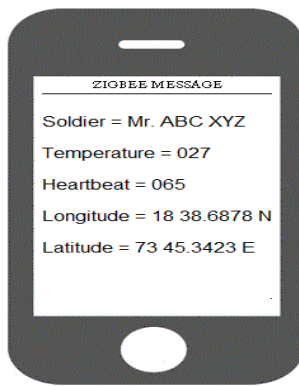 ZIGBEE MESSAGE
Soldier = Mr. ABC XYZ
Temperature = 027
Heartbeat = 065
Longitude = 18 38.6878 N
Latitude = 73 45.3423 E